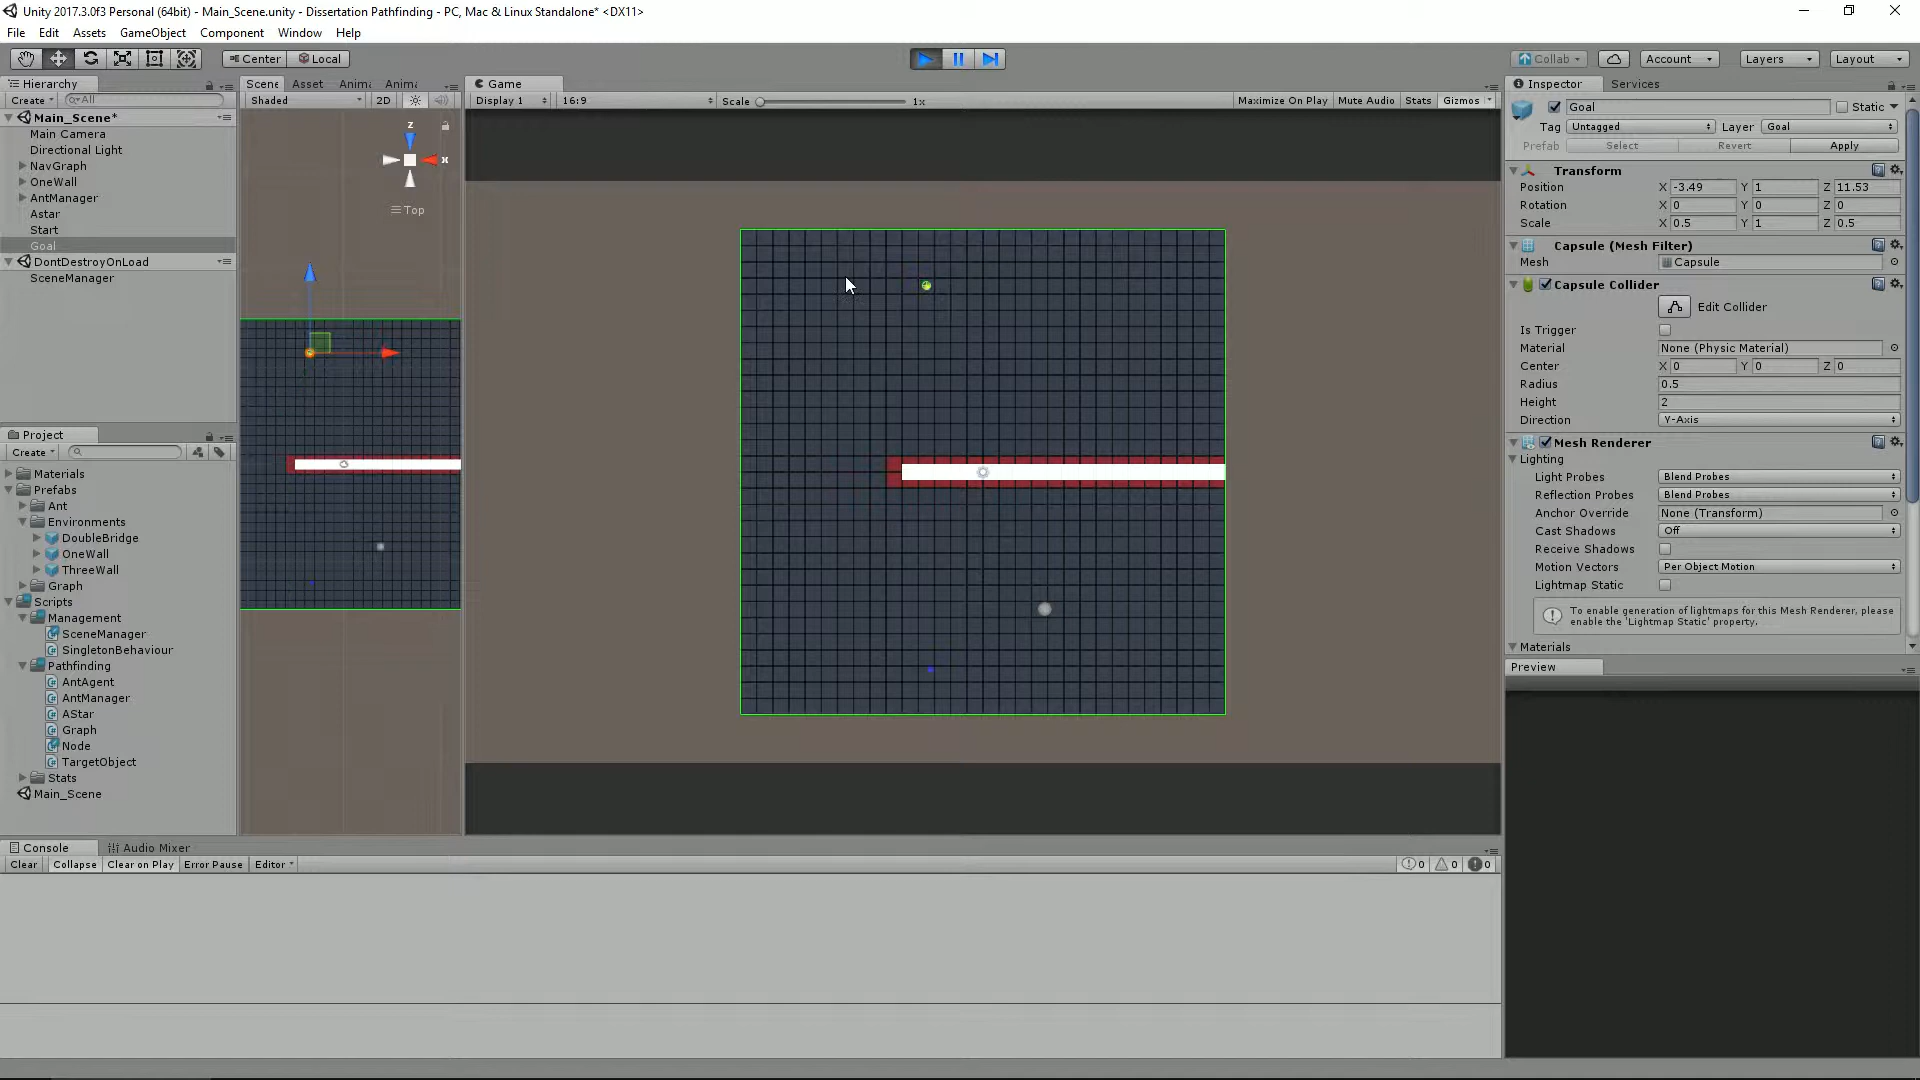 Unity 2017.3.0f3 Personal (64bit) - Main_Scene.unity - Dissertation Pathfinding - PC, Mac & Linux Standalone* <DX11>
File Edit Assets GameObject Component Window Help
Center Local
Collab Account Layers Layout
Hierarchy
Create All
Main_Scene*
Main Camera
Directional Light
NavGraph
OneWall
AntManager
Astar
Start
Goal
DontDestroyOnLoad
SceneManager
Project
Create
Materials
Prefabs
Ant
Environments
DoubleBridge
OneWall
ThreeWall
Graph
Scripts
Management
SceneManager
SingletonBehaviour
Pathfinding
AntAgent
AntManager
AStar
Graph
Node
TargetObject
Stats
Main_Scene
Scene Asset Anim Anim
Shaded 2D
z
x
Top
Game
Display 1 16:9 Scale 1x Maximize On Play Mute Audio Stats Gizmos
Inspector Services
Goal Static
Tag Untagged Layer Goal
Prefab Select Revert Apply
Transform
Position X -3.49 Y 1 Z 11.53
Rotation X 0 Y 0 Z 0
Scale X 0.5 Y 1 Z 0.5
Capsule (Mesh Filter)
Mesh Capsule
Capsule Collider
Edit Collider
Is Trigger
Material None (Physic Material)
Center X 0 Y 0 Z 0
Radius 0.5
Height 2
Direction Y-Axis
Mesh Renderer
Lighting
Light Probes Blend Probes
Reflection Probes Blend Probes
Anchor Override None (Transform)
Cast Shadows Off
Receive Shadows
Motion Vectors Per Object Motion
Lightmap Static
To enable generation of lightmaps for this Mesh Renderer, please
enable the 'Lightmap Static' property.
Materials
Preview
Console Audio Mixer
Clear Collapse Clear on Play Error Pause Editor 0 0 0